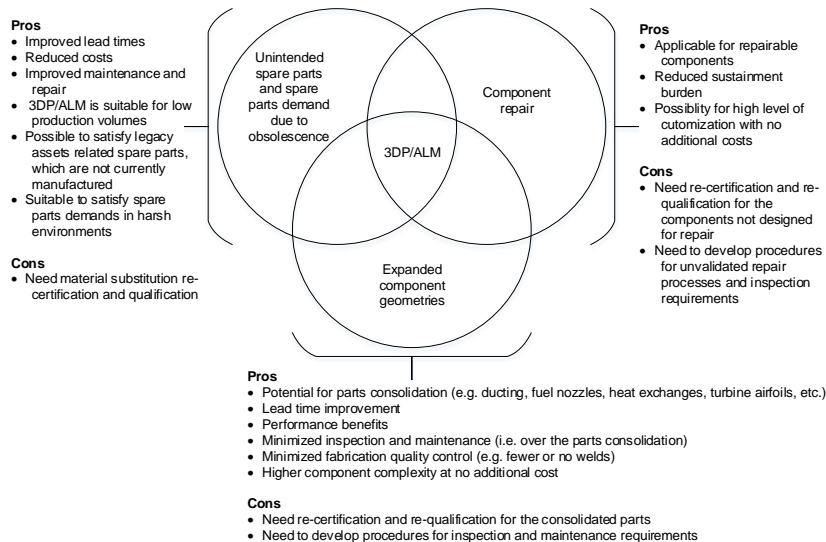 Pros
• Improved lead times
• Reduced costs
• Improved maintenance and
repair
• 3DP/ALM is suitable for low
production volumes
• Possible to satisfy legacy
assets related spare parts,
which are not currently
manufactured
• Suitable to satisfy spare
parts demands in harsh
environments
Cons
• Need material substitution re-
certification and qualification
Unintended
spare parts
and spare
parts demand
due to
obsolescence
Component
repair
3DP/ALM
Expanded
component
geometries
Pros
• Applicable for repairable
components
• Reduced sustainment
burden
• Possiblity for high level of
cutomization with no
additional costs
Cons
• Need re-certification and re-
qualification for the
components not designed
for repair
• Need to develop procedures
for unvalidated repair
processes and inspection
requirements
Pros
• Potential for parts consolidation (e.g. ducting, fuel nozzles, heat exchanges, turbine airfoils, etc.)
• Lead time improvement
• Performance benefits
• Minimized inspection and maintenance (i.e. over the parts consolidation)
• Minimized fabrication quality control (e.g. fewer or no welds)
• Higher component complexity at no additional cost
Cons
• Need re-certification and re-qualification for the consolidated parts
• Need to develop procedures for inspection and maintenance requirements